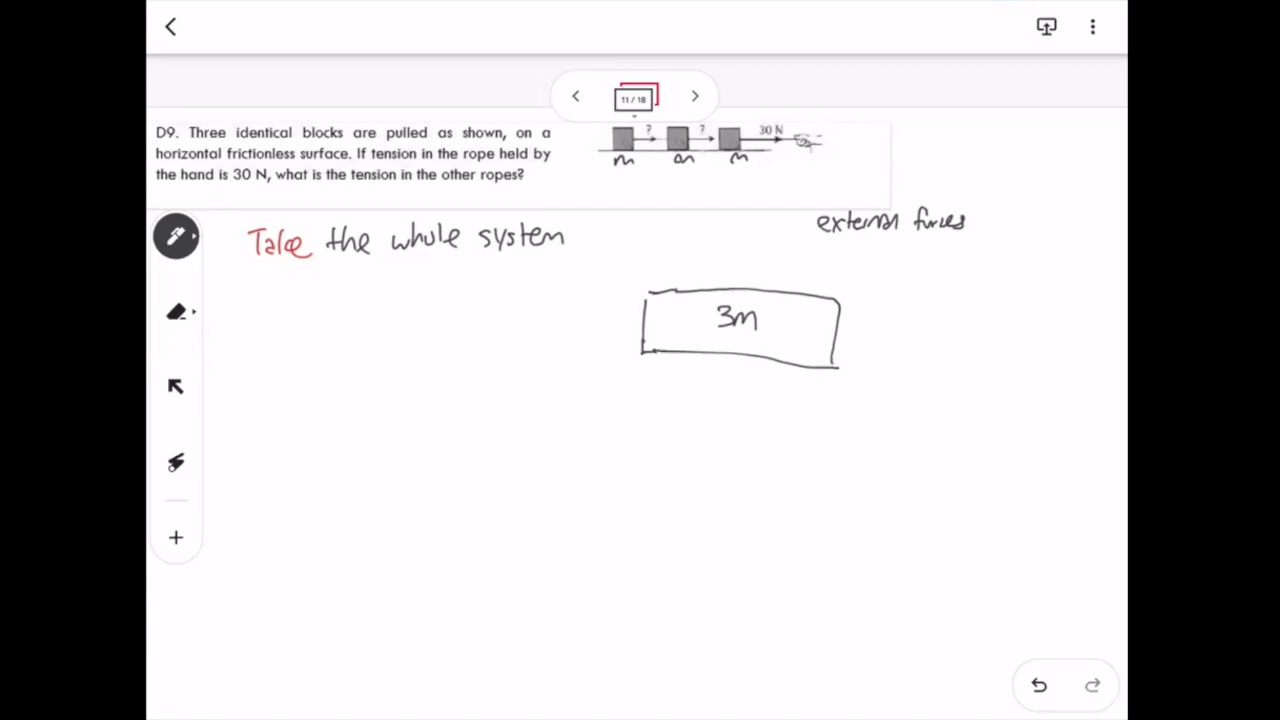 11 / 18
D9. Three identical blocks are pulled as shown, on a
horizontal frictionless surface. If tension in the rope held by
the hand is 30 N, what is the tension in the other ropes?
? ? 30 N
m m m
external forces
Take the whole system
3m